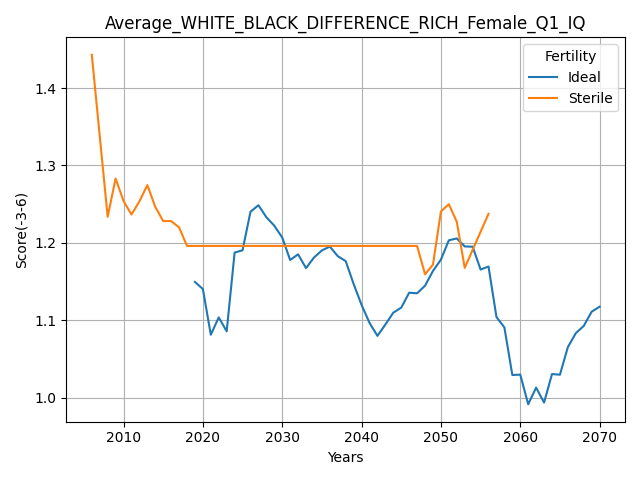 Average_WHITE_BLACK_DIFFERENCE_RICH_Female_Q1_IQ
Fertility
Ideal
Sterile
Score(-3-6)
1.4
1.3
1.2
1.1
1.0
2010 2020 2030 2040 2050 2060 2070
Years